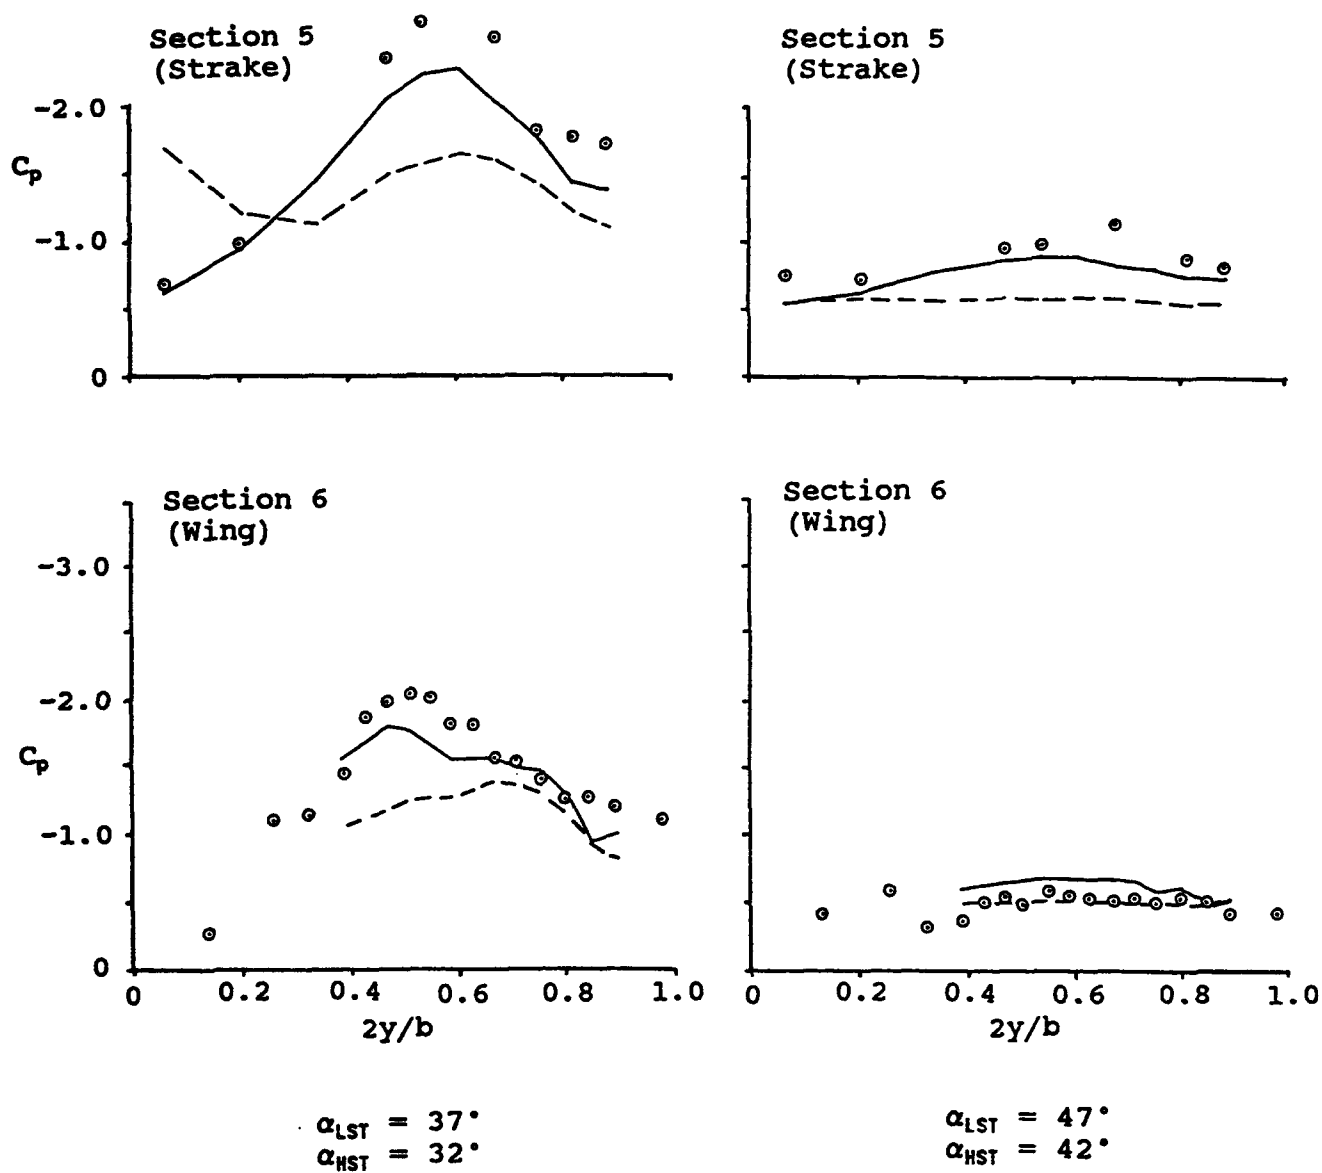 Section 5
(Strake)
-2.0
Cp
-1.0
0
Section 5
(Strake)
Section 6
(Wing)
-3.0
-2.0
Cp
-1.0
0
0 0.2 0.4 0.6 0.8 1.0
2y/b
Section 6
(Wing)
0 0.2 0.4 0.6 0.8 1.0
2y/b
αLST = 37°
αHST = 32°
αLST = 47°
αHST = 42°